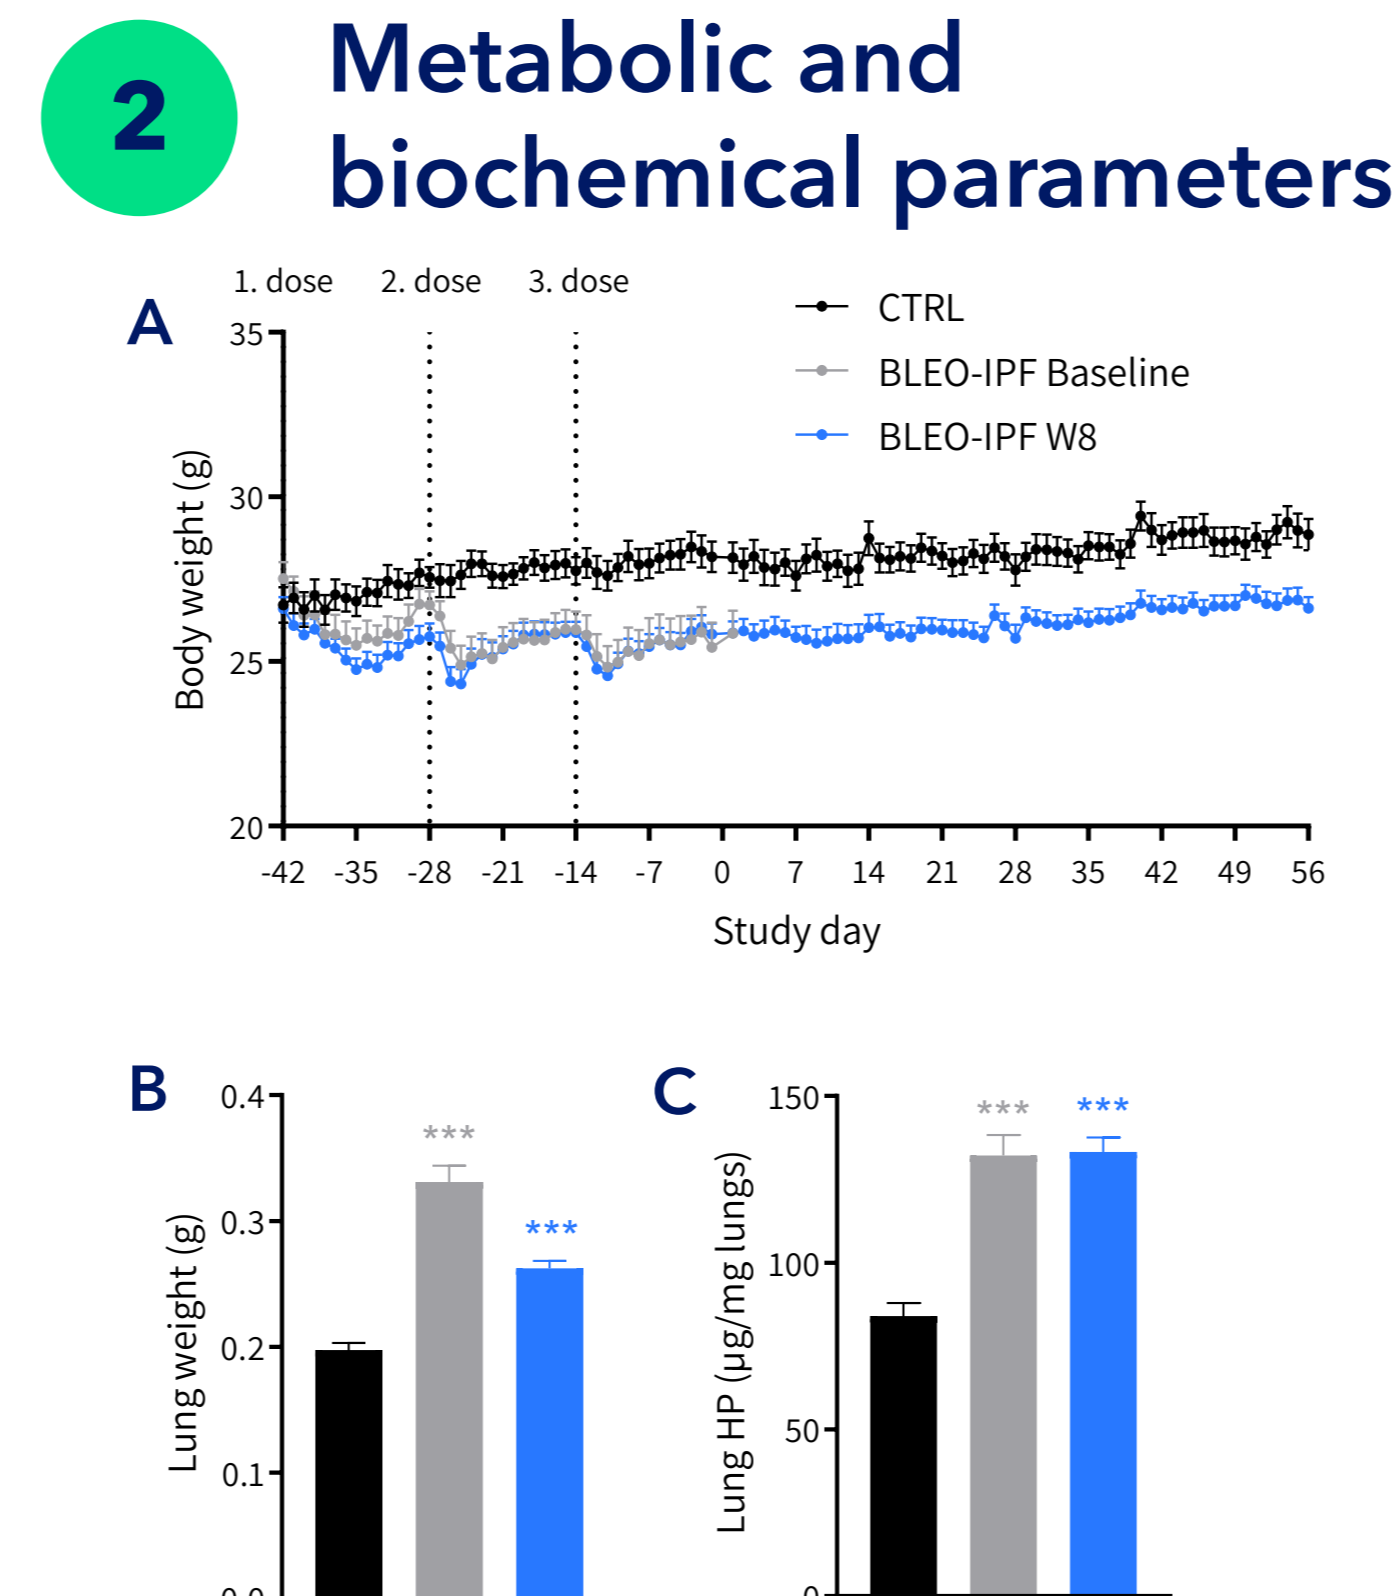 2
Metabolic and
biochemical parameters
A
1. dose 2. dose 3. dose
CTRL
BLEO-IPF Baseline
BLEO-IPF W8
Body weight (g)
35
30
25
20
-42 -35 -28 -21 -14 -7 0 7 14 21 28 35 42 49 56
Study day
B
Lung weight (g)
0.4
0.3
0.2
0.1
0.0
***
***
C
Lung HP (µg/mg lungs)
150
100
50
0
***
***